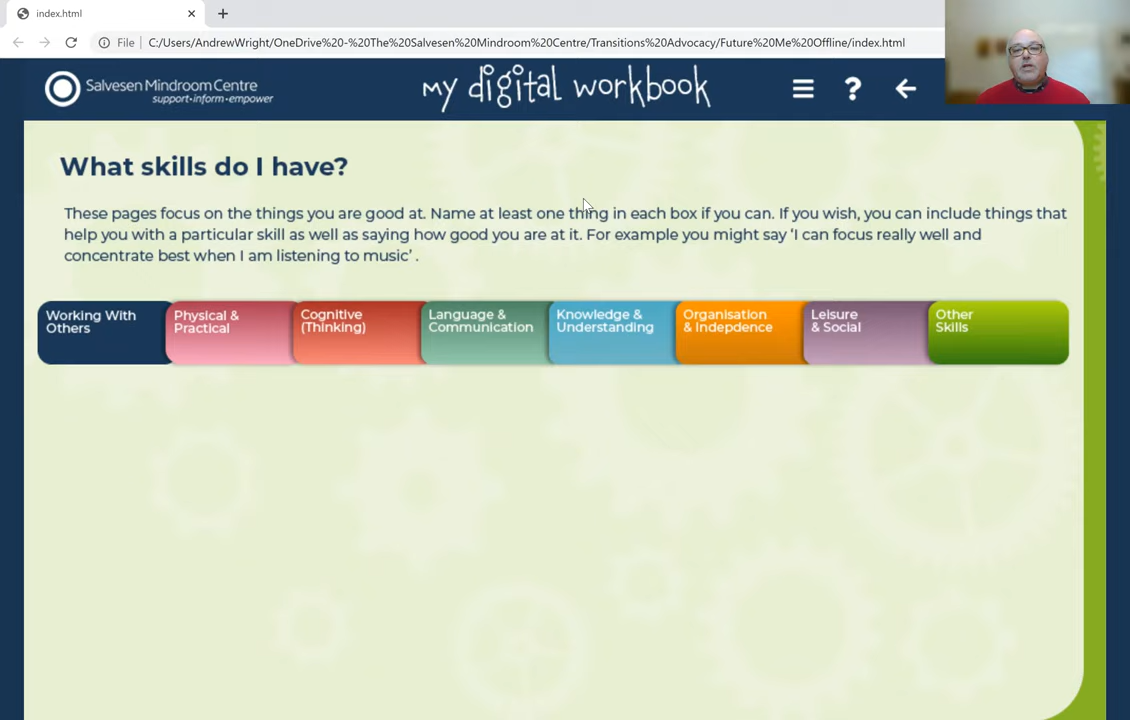 index.html
File
C:/Users/AndrewWright/OneDrive%20-%20The%20Salvesen%20Mindroom%20Centre/Transitions%20Advocacy/Future%20Me%20Offline/index.html
Salvesen Mindroom Centre
support•inform•empower
my digital workbook
?
What skills do I have?
These pages focus on the things you are good at. Name at least one thing in each box if you can. If you wish, you can include things that
help you with a particular skill as well as saying how good you are at it. For example you might say ‘I can focus really well and
concentrate best when I am listening to music’ .
Working With
Others
Physical &
Practical
Cognitive
(Thinking)
Language &
Communication
Knowledge &
Understanding
Organisation
& Indepdence
Leisure
& Social
Other
Skills